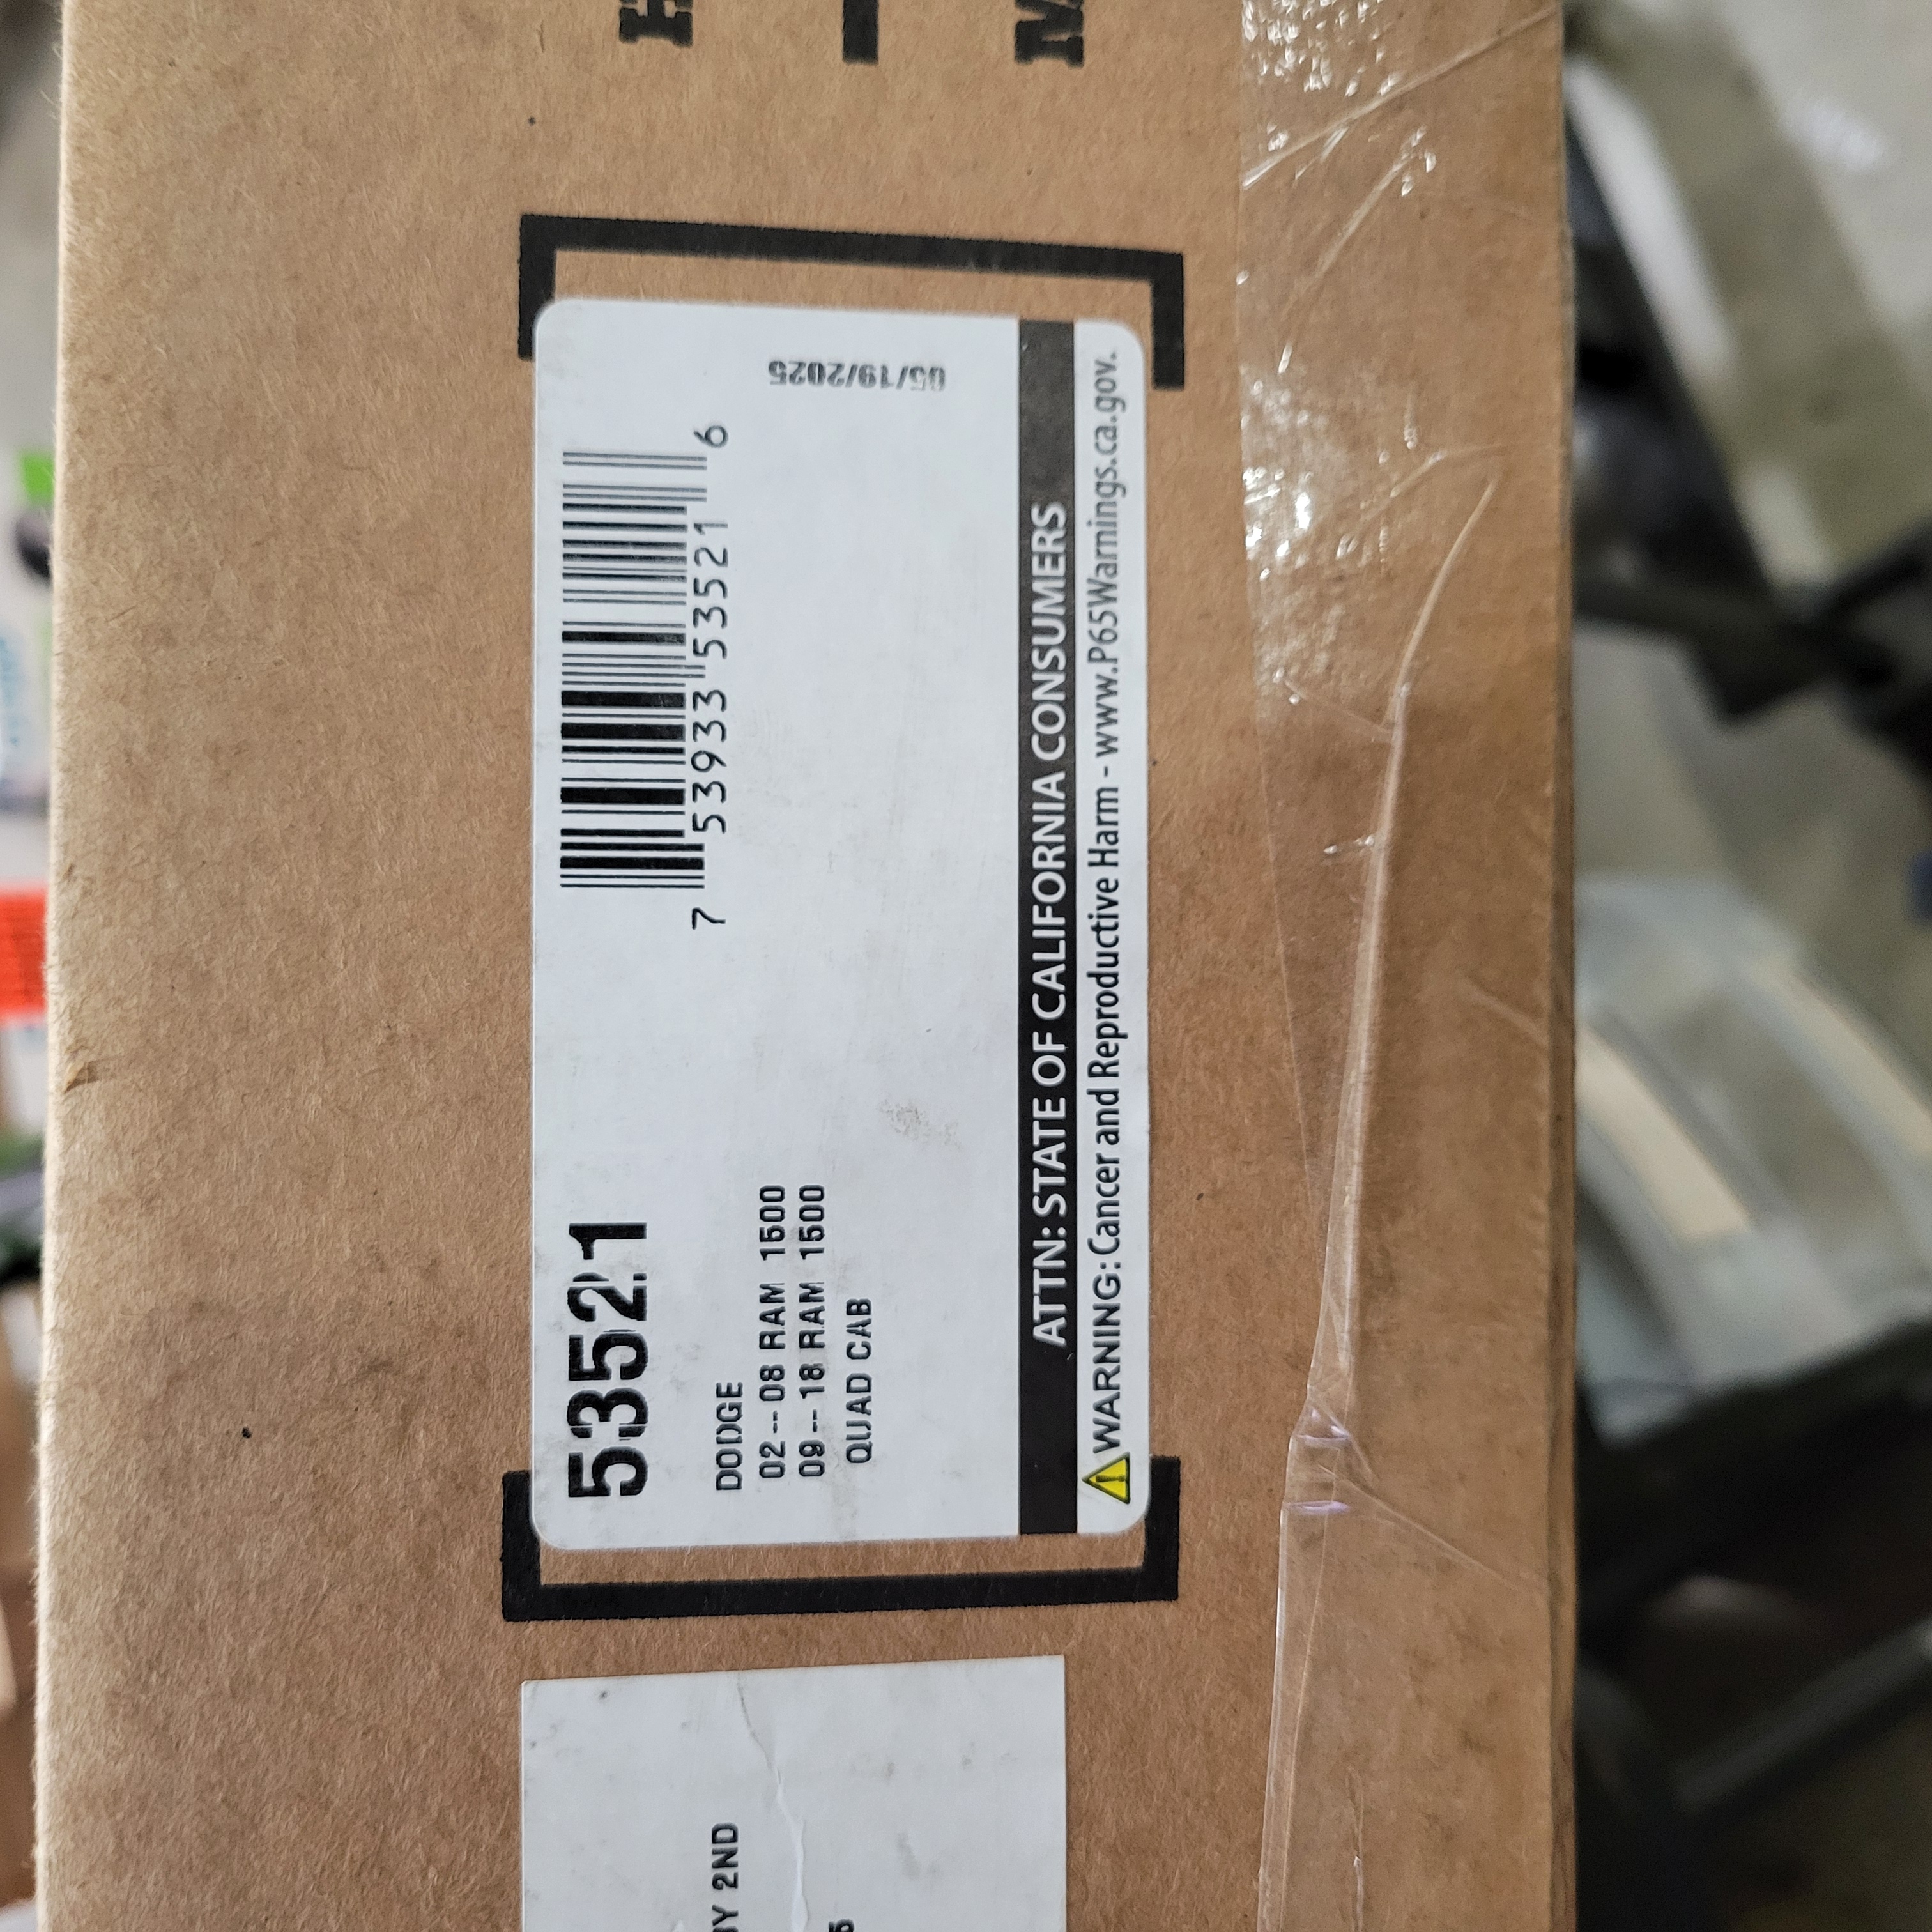 53521
DODGE
02--08 RAM 1500
09--18 RAM 1500
QUAD CAB
7 53933 53521 6
05/19/2025
ATTN: STATE OF CALIFORNIA CONSUMERS
WARNING: Cancer and Reproductive Harm - www.P65Warnings.ca.gov.
2ND